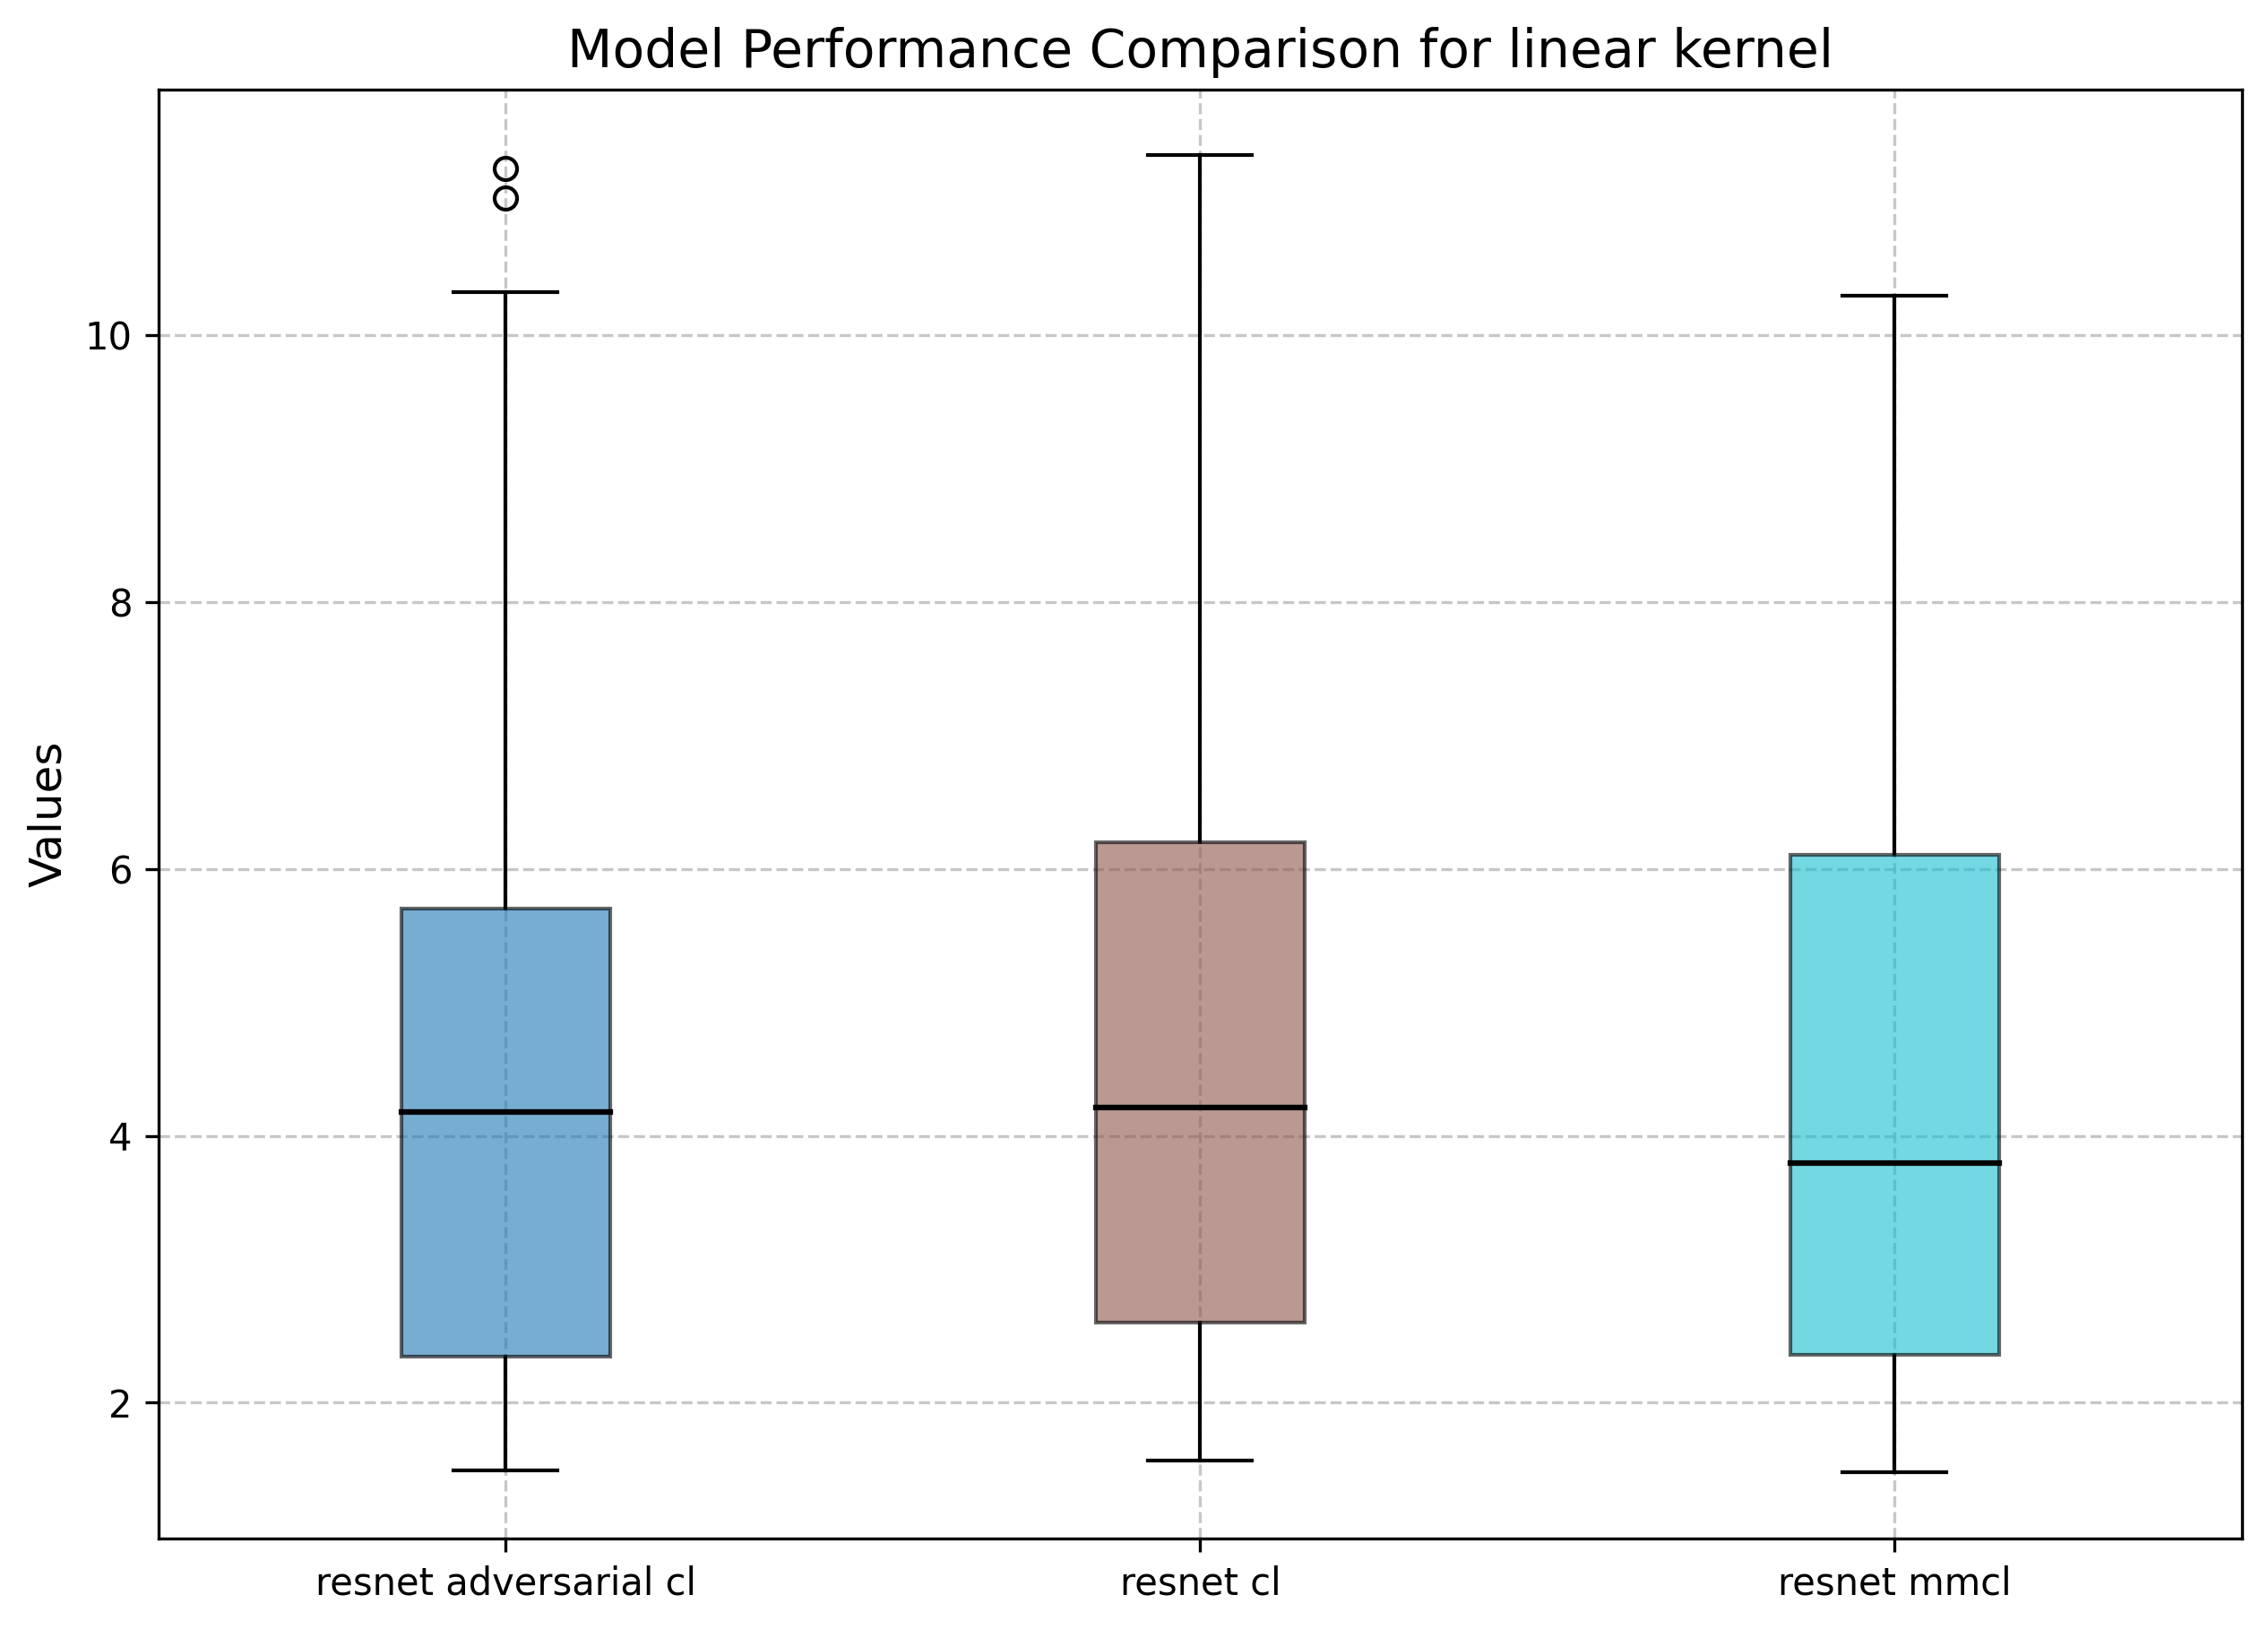 Model Performance Comparison for linear kernel
Values
10
8
6
4
2
resnet adversarial cl
resnet cl
resnet mmcl